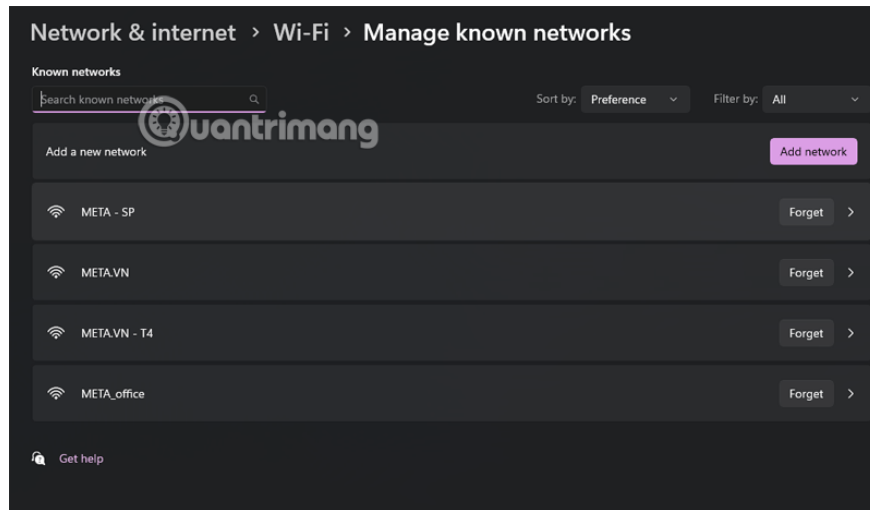 Network & internet > Wi-Fi > Manage known networks
Known networks
Search known networks
Sort by: Preference
Filter by: All
Quantrimang
Add a new network
Add network
META - SP
Forget
META.VN
Forget
META.VN - T4
Forget
META_office
Forget
Get help